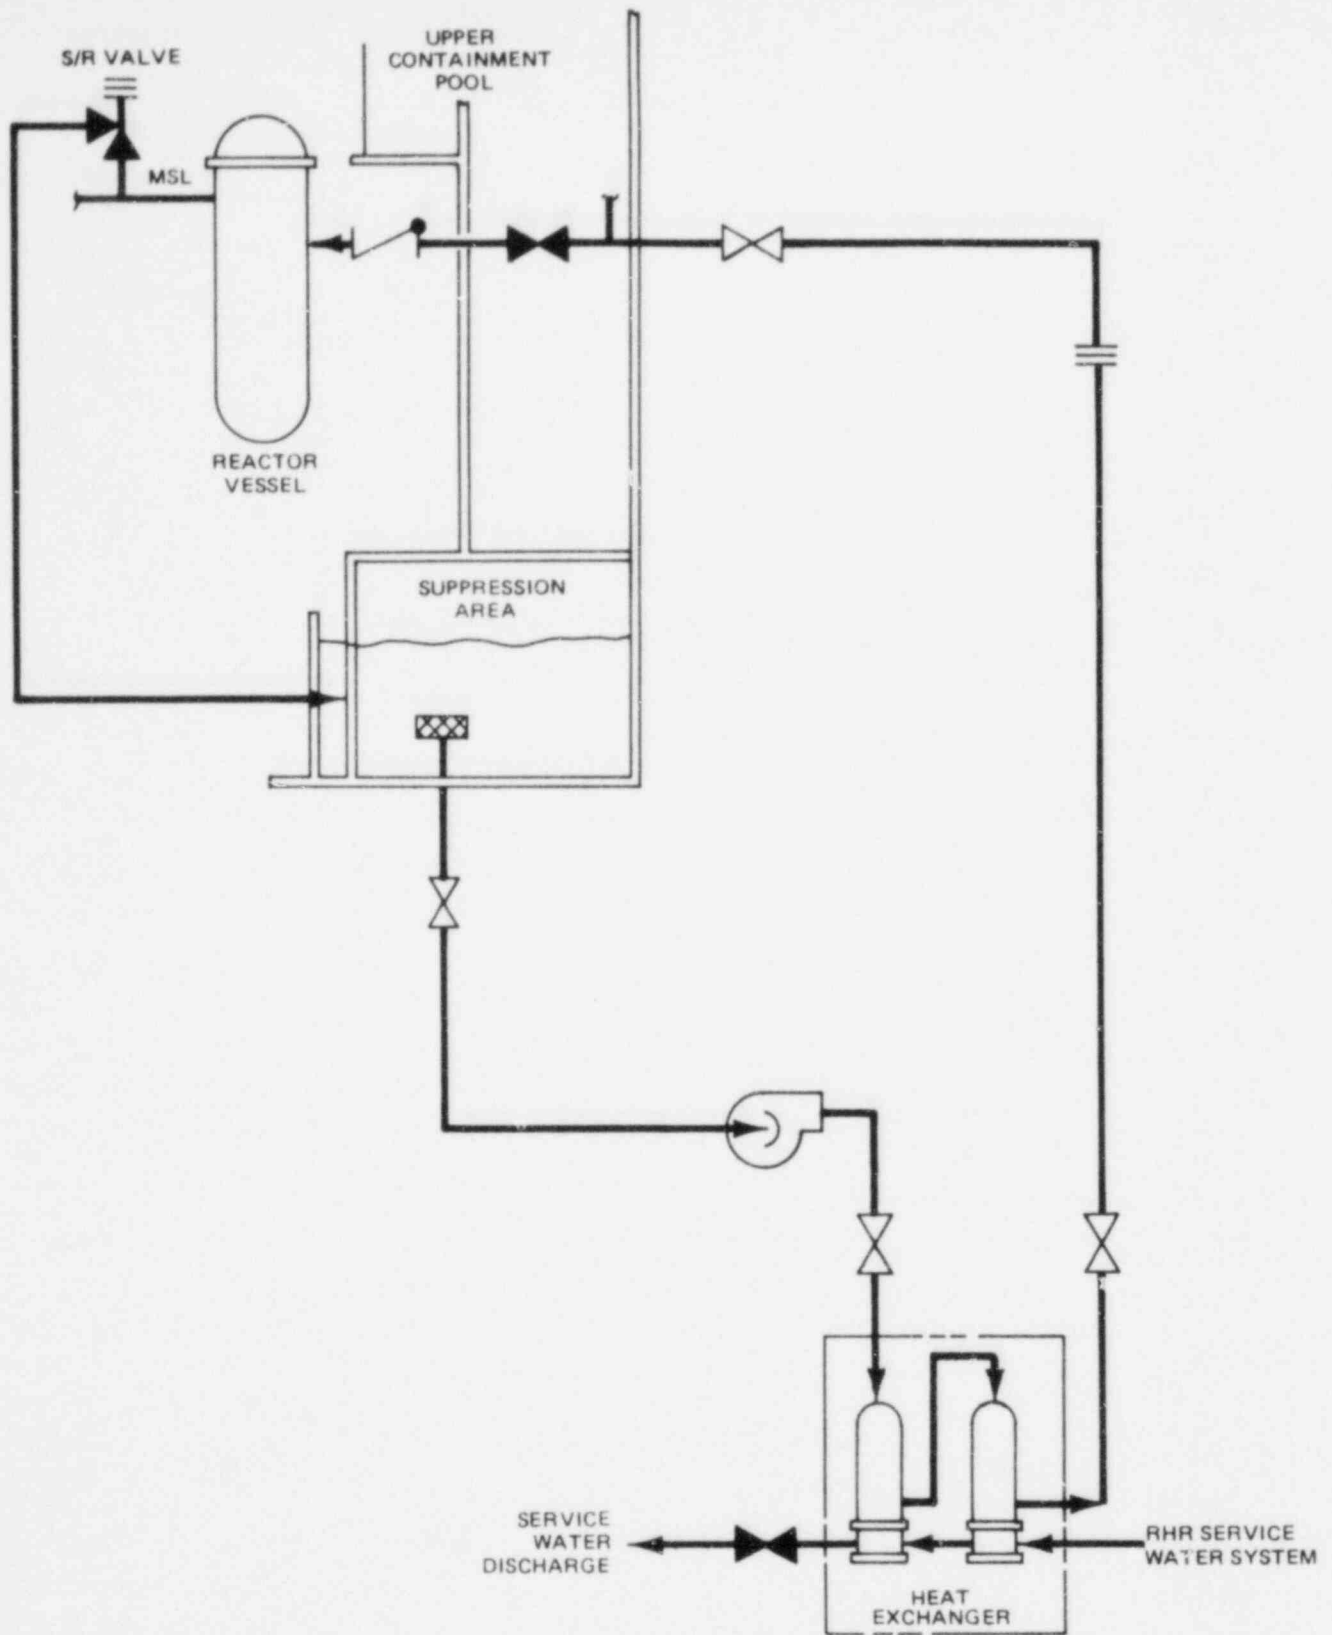 S/R VALVE
UPPER
CONTAINMENT
POOL
MSL
REACTOR
VESSEL
SUPPRESSION
AREA
SERVICE
WATER
DISCHARGE
RHR SERVICE
WATER SYSTEM
HEAT
EXCHANGER